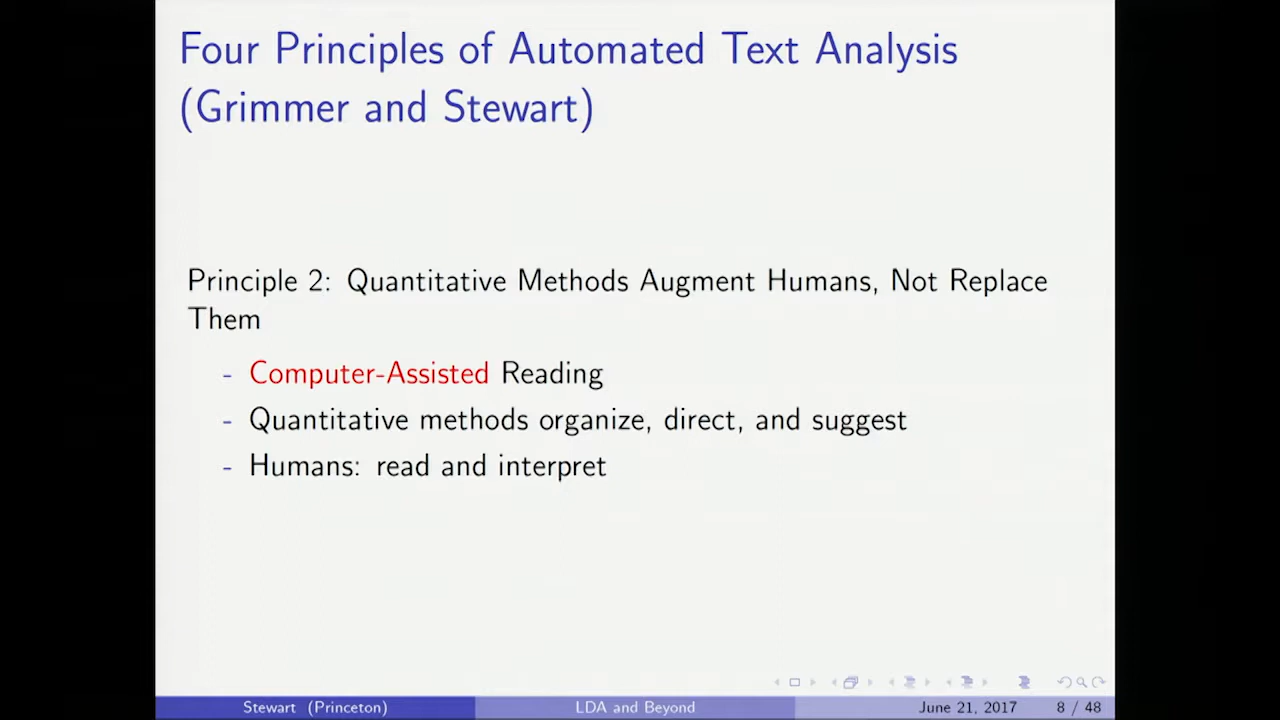 Four Principles of Automated Text Analysis
(Grimmer and Stewart)
Principle 2: Quantitative Methods Augment Humans, Not Replace
Them
- Computer-Assisted Reading
- Quantitative methods organize, direct, and suggest
- Humans: read and interpret
Stewart (Princeton) LDA and Beyond June 21, 2017 8 / 48